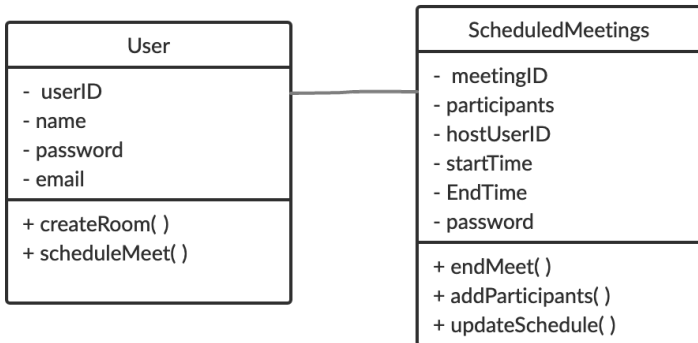 User
- userID
- name
- password
- email
+ createRoom( )
+ scheduleMeet( )
ScheduledMeetings
- meetingID
- participants
- hostUserID
- startTime
- EndTime
- password
+ endMeet( )
+ addParticipants( )
+ updateSchedule( )